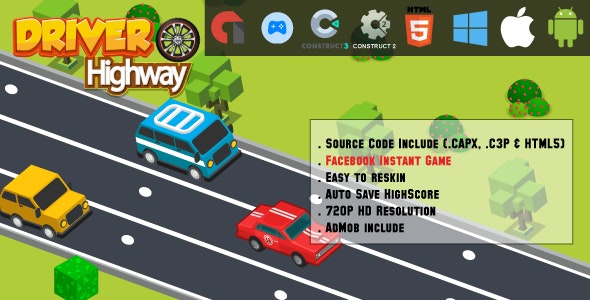 DRIVER
Highway
CONSTRUCT 3
CONSTRUCT 2
HTML
5
. Source Code Include (.CAPX, .C3P & HTML5)
. Facebook Instant Game
. Easy to reskin
. Auto Save HighScore
. 720P HD Resolution
. AdMob include